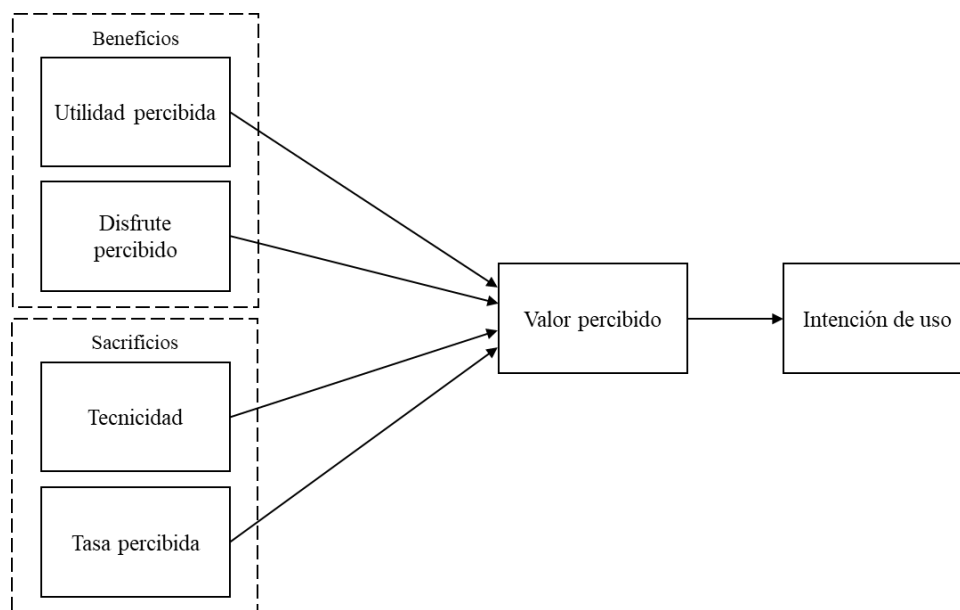 Beneficios
Utilidad percibida
Disfrute
percibido
Sacrificios
Tecnicidad
Tasa percibida
Valor percibido
Intención de uso